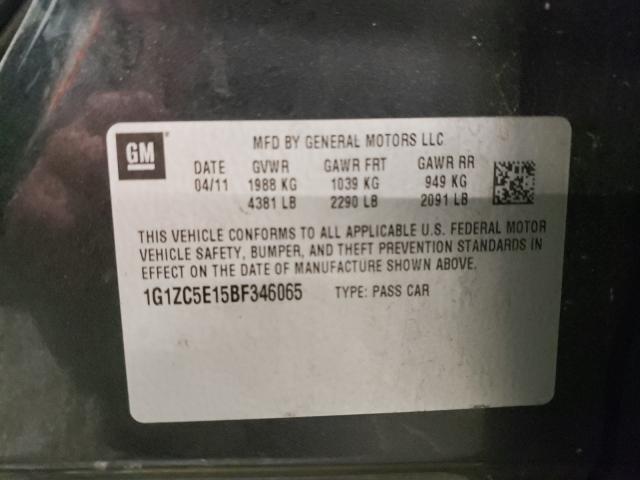 GM
MFD BY GENERAL MOTORS LLC
DATE GVWR GAWR FRT GAWR RR
04/11 1988 KG 1039 KG 949 KG
4381 LB 2290 LB 2091 LB
THIS VEHICLE CONFORMS TO ALL APPLICABLE U.S. FEDERAL MOTOR
VEHICLE SAFETY, BUMPER, AND THEFT PREVENTION STANDARDS IN
EFFECT ON THE DATE OF MANUFACTURE SHOWN ABOVE.
1G1ZC5E15BF346065 TYPE: PASS CAR